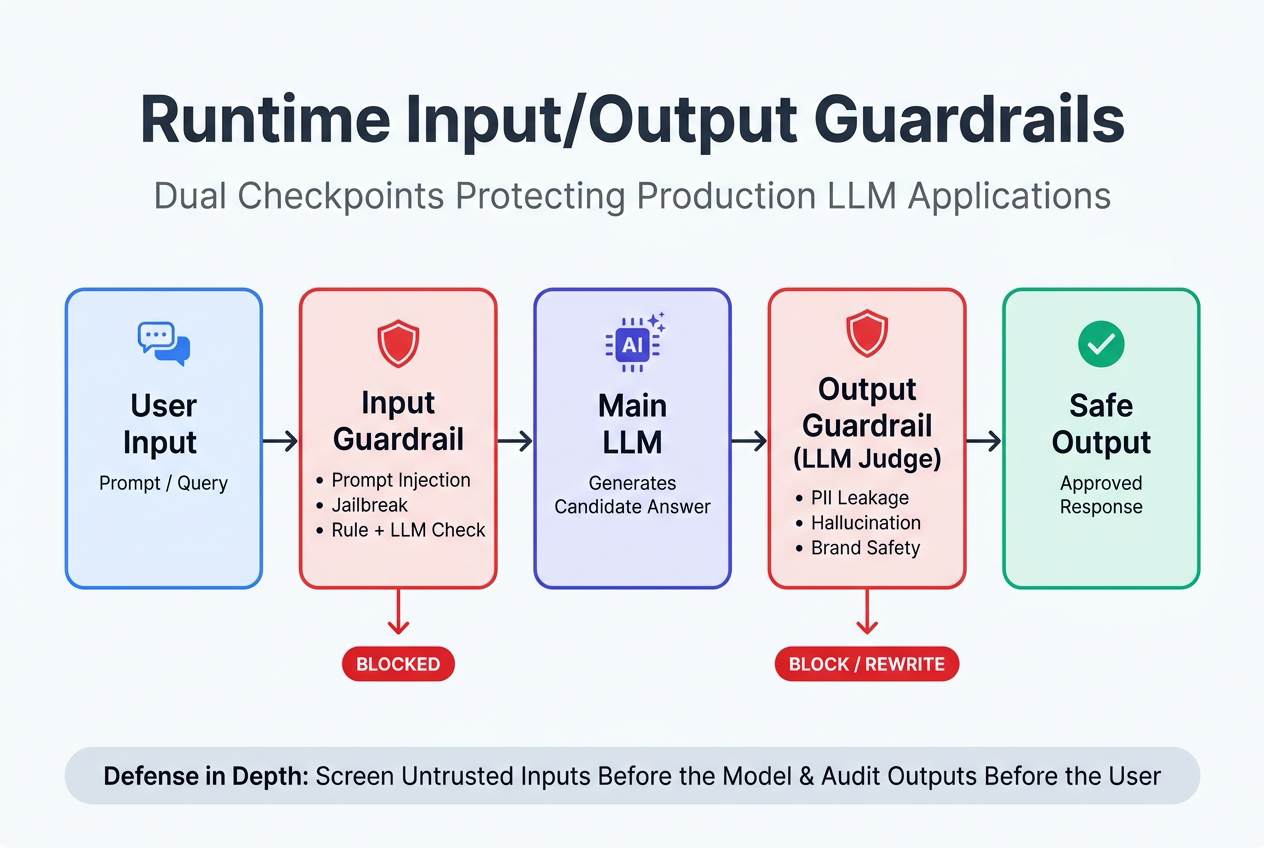 Runtime Input/Output Guardrails
Dual Checkpoints Protecting Production LLM Applications
User
Input
Prompt / Query
Input
Guardrail
• Prompt Injection
• Jailbreak
• Rule + LLM Check
BLOCKED
AI
Main
LLM
Generates
Candidate Answer
Output
Guardrail
(LLM Judge)
• PII Leakage
• Hallucination
• Brand Safety
BLOCK / REWRITE
Safe
Output
Approved
Response
Defense in Depth: Screen Untrusted Inputs Before the Model & Audit Outputs Before the User